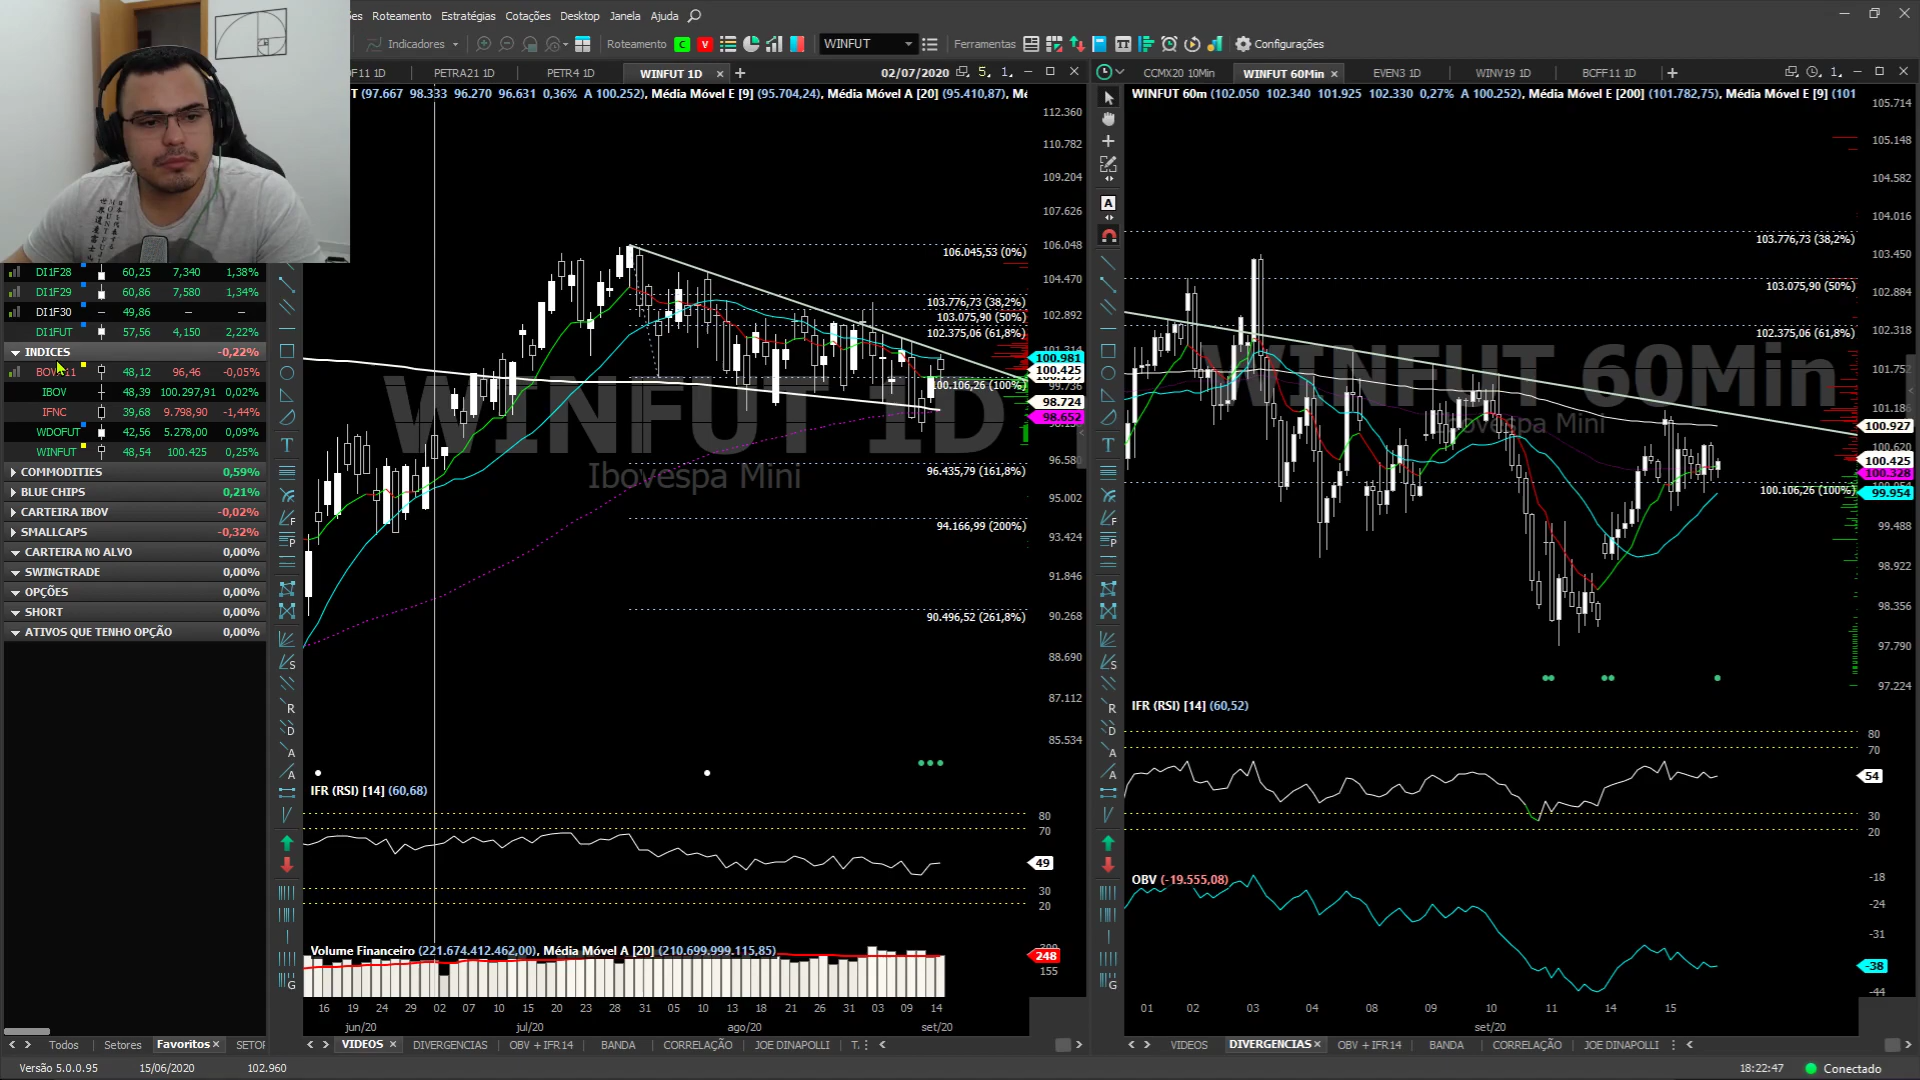 ões Roteamento Estratégias Cotações Desktop Janela Ajuda
Indicadores Roteamento C V WINFUT Ferramentas Configurações
F11 1D PETRA21 1D PETR4 1D WINFUT 1D 02/07/2020 5 1
CCMX20 10Min WINFUT 60Min EVEN3 1D WINV19 1D BCFF11 1D 1
T (97.667 98.333 96.270 96.631 0,36% A 100.252), Média Móvel E [9] (95.704,24), Média Móvel A [20] (95.410,87), Mé
WINFUT 60m (102.050 102.340 101.925 102.330 0,27% A 100.252), Média Móvel E [200] (101.782,75), Média Móvel E [9] (101
DI1F28 60,25 7,340 1,38%
DI1F29 60,86 7,580 1,34%
DI1F30 — 49,86 — —
DI1FUT 57,56 4,150 2,22%
INDICES -0,22%
BOVA11 48,12 96,46 -0,05%
IBOV 48,39 100.297,91 0,02%
IFNC 39,68 9.798,90 -1,44%
WDOFUT 42,56 5.278,00 0,09%
WINFUT 48,54 100.425 0,25%
COMMODITIES 0,59%
BLUE CHIPS 0,21%
CARTEIRA IBOV -0,02%
SMALLCAPS -0,32%
CARTEIRA NO ALVO 0,00%
SWINGTRADE 0,00%
OPÇÕES 0,00%
SHORT 0,00%
ATIVOS QUE TENHO OPÇÃO 0,00%
Todos Setores Favoritos SETOR
WINFUT 1D
Ibovespa Mini
106.045,53 (0%)
103.776,73 (38,2%)
103.075,90 (50%)
102.375,06 (61,8%)
100.106,26 (100%)
96.435,79 (161,8%)
94.166,99 (200%)
90.496,52 (261,8%)
112.360
110.782
109.204
107.626
106.048
104.470
102.892
100.981
100.425
99.736
98.724
98.652
96.580
95.002
93.424
91.846
90.268
88.690
87.112
85.534
IFR (RSI) [14] (60,68)
80
70
49
30
20
Volume Financeiro (221.674.412.462,00), Média Móvel A [20] (210.699.999.115,85)
248
155
16 19 24 29 02 07 10 15 20 23 28 31 05 10 13 18 21 26 31 03 09 14
jun/20 jul/20 ago/20 set/20
VIDEOS DIVERGENCIAS OBV + IFR14 BANDA CORRELAÇÃO JOE DINAPOLLI T.
WINFUT 60Min
Ibovespa Mini
103.776,73 (38,2%)
103.075,90 (50%)
102.375,06 (61,8%)
100.106,26 (100%)
105.714
105.148
104.582
104.016
103.450
102.884
102.318
101.752
101.186
100.927
100.620
100.425
100.328
99.954
99.488
98.922
98.356
97.790
97.224
IFR (RSI) [14] (60,52)
80
70
54
30
20
OBV (-19.555,08)
-18
-24
-31
-38
-44
01 02 03 04 08 09 10 11 14 15
set/20
VIDEOS DIVERGENCIAS OBV + IFR14 BANDA CORRELAÇÃO JOE DINAPOLLI
Versão 5.0.0.95 15/06/2020 102.960 18:22:47 Conectado